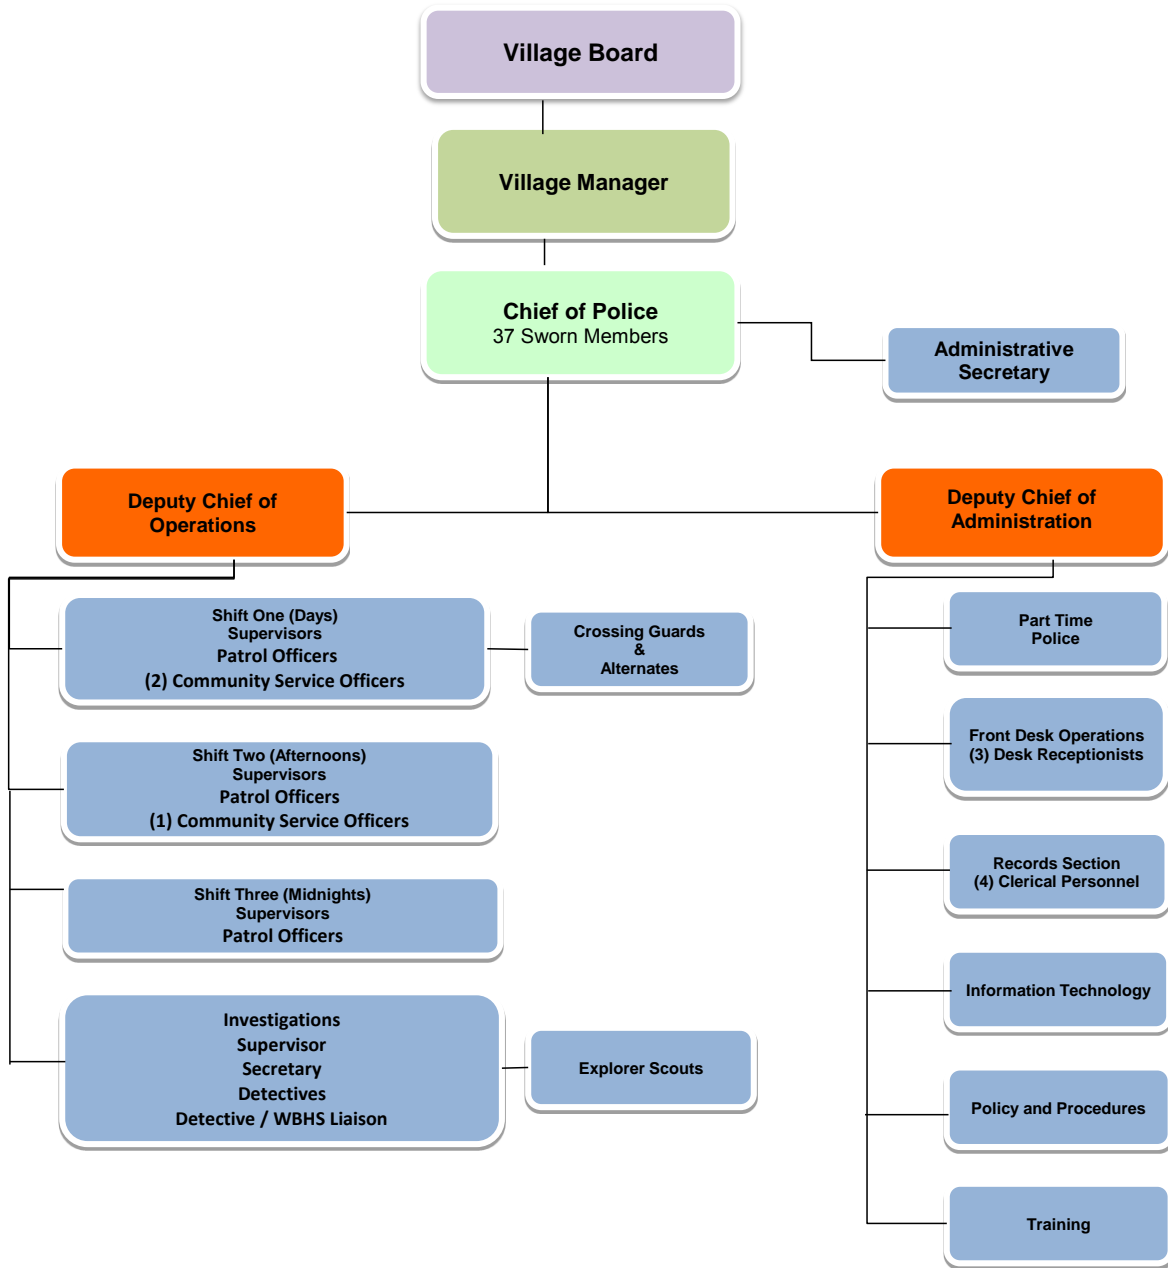 Village Board
Village Manager
Chief of Police
37 Sworn Members
Administrative
Secretary
Deputy Chief of
Operations
Deputy Chief of
Administration
Shift One (Days)
Supervisors
Patrol Officers
(2) Community Service Officers
Crossing Guards
&
Alternates
Shift Two (Afternoons)
Supervisors
Patrol Officers
(1) Community Service Officers
Shift Three (Midnights)
Supervisors
Patrol Officers
Investigations
Supervisor
Secretary
Detectives
Detective / WBHS Liaison
Explorer Scouts
Part Time
Police
Front Desk Operations
(3) Desk Receptionists
Records Section
(4) Clerical Personnel
Information Technology
Policy and Procedures
Training